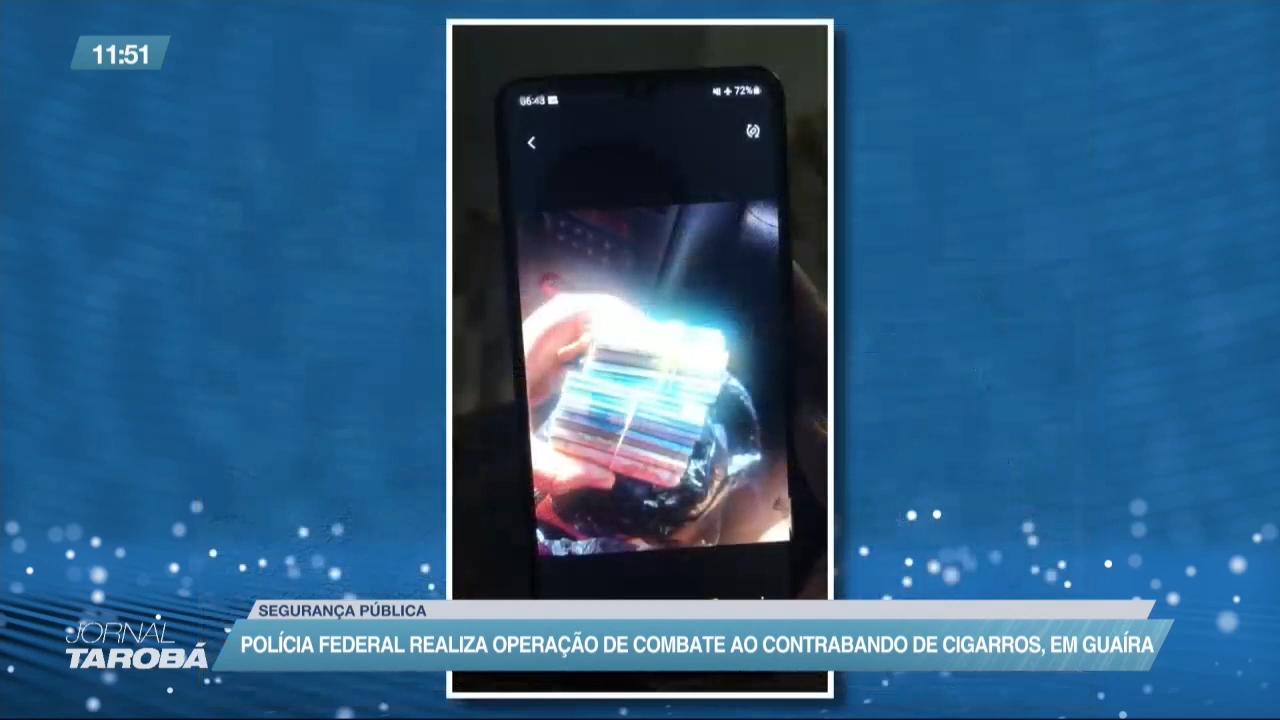 11:51
06:43
72%
SEGURANÇA PÚBLICA
JORNAL
TAROBÁ
POLÍCIA FEDERAL REALIZA OPERAÇÃO DE COMBATE AO CONTRABANDO DE CIGARROS, EM GUAÍRA